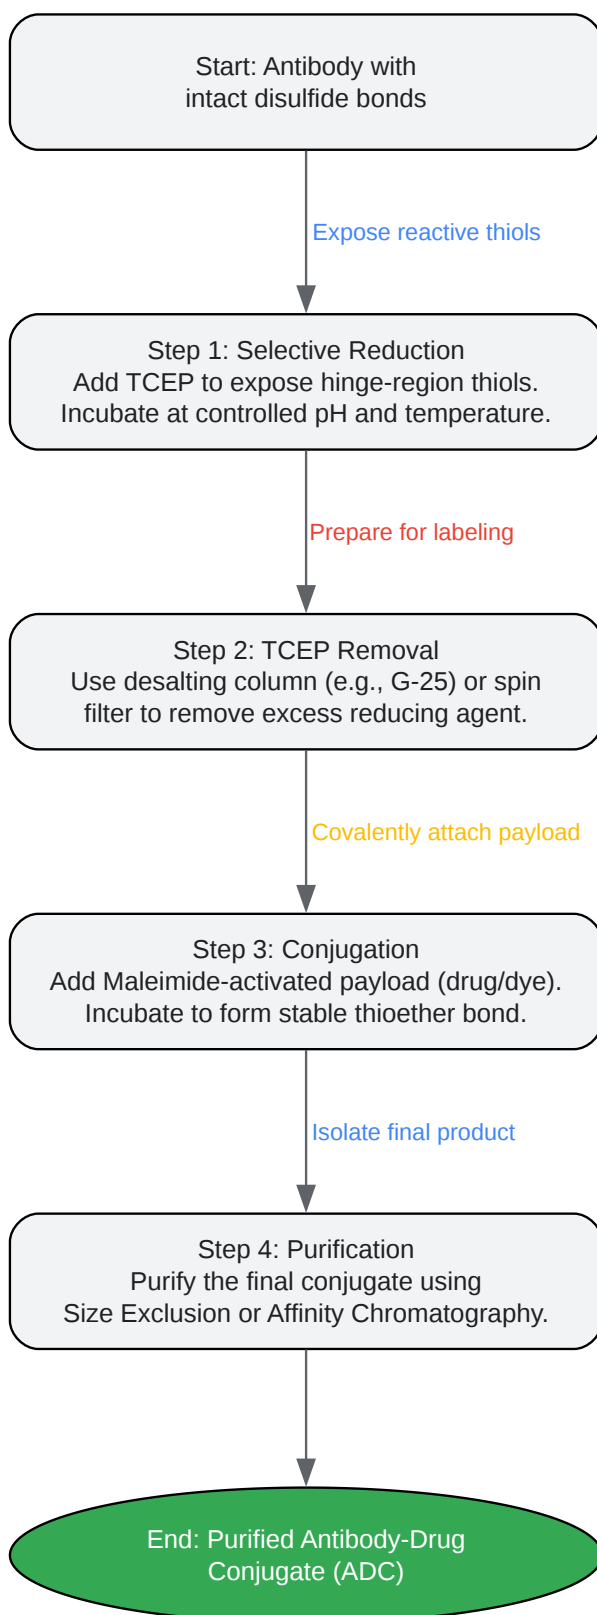 Start: Antibody with
intact disulfide bonds
Expose reactive thiols
Step 1: Selective Reduction
Add TCEP to expose hinge-region thiols.
Incubate at controlled pH and temperature.
Prepare for labeling
Step 2: TCEP Removal
Use desalting column (e.g., G-25) or spin
filter to remove excess reducing agent.
Covalently attach payload
Step 3: Conjugation
Add Maleimide-activated payload (drug/dye).
Incubate to form stable thioether bond.
Isolate final product
Step 4: Purification
Purify the final conjugate using
Size Exclusion or Affinity Chromatography.
End: Purified Antibody-Drug
Conjugate (ADC)